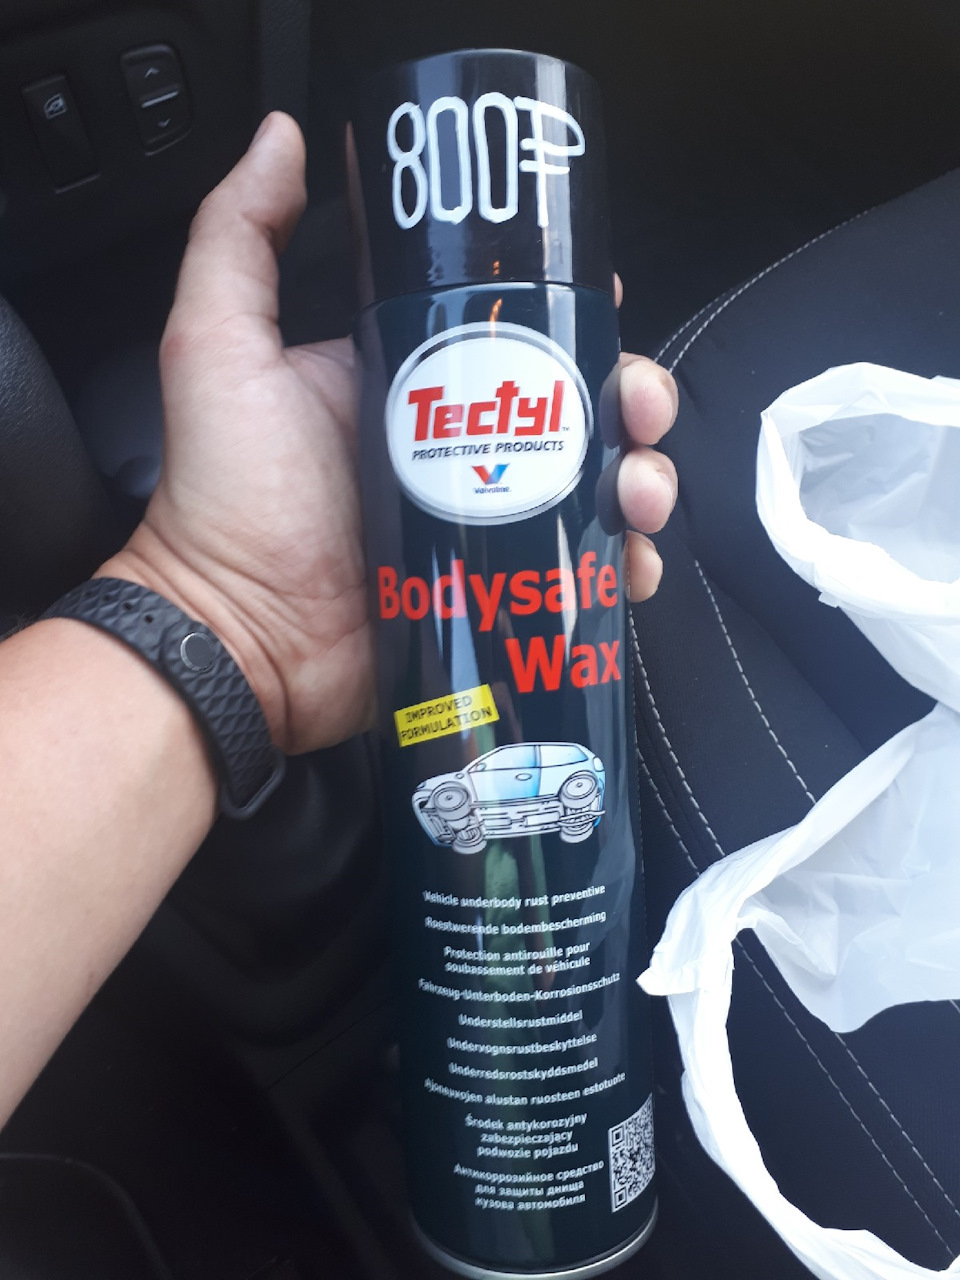 800₽
Tectyl™
PROTECTIVE PRODUCTS
Valvoline
Bodysafe
Wax
IMPROVED
FORMULATION
Vehicle underbody rust preventive
Roestwerende bodembescherming
Protection antirouille pour
soubassement de véhicule
Fahrzeug-Unterboden-Korrosionsschutz
Understellsrustmiddel
Undervognsrustbeskyttelse
Underredsrostskyddsmedel
Ajoneuvojen alustan ruosteen estotuote
Środek antykorozyjny
zabezpieczający
podwozie pojazdu
Антикоррозийное средство
для защиты днища
кузова автомобиля